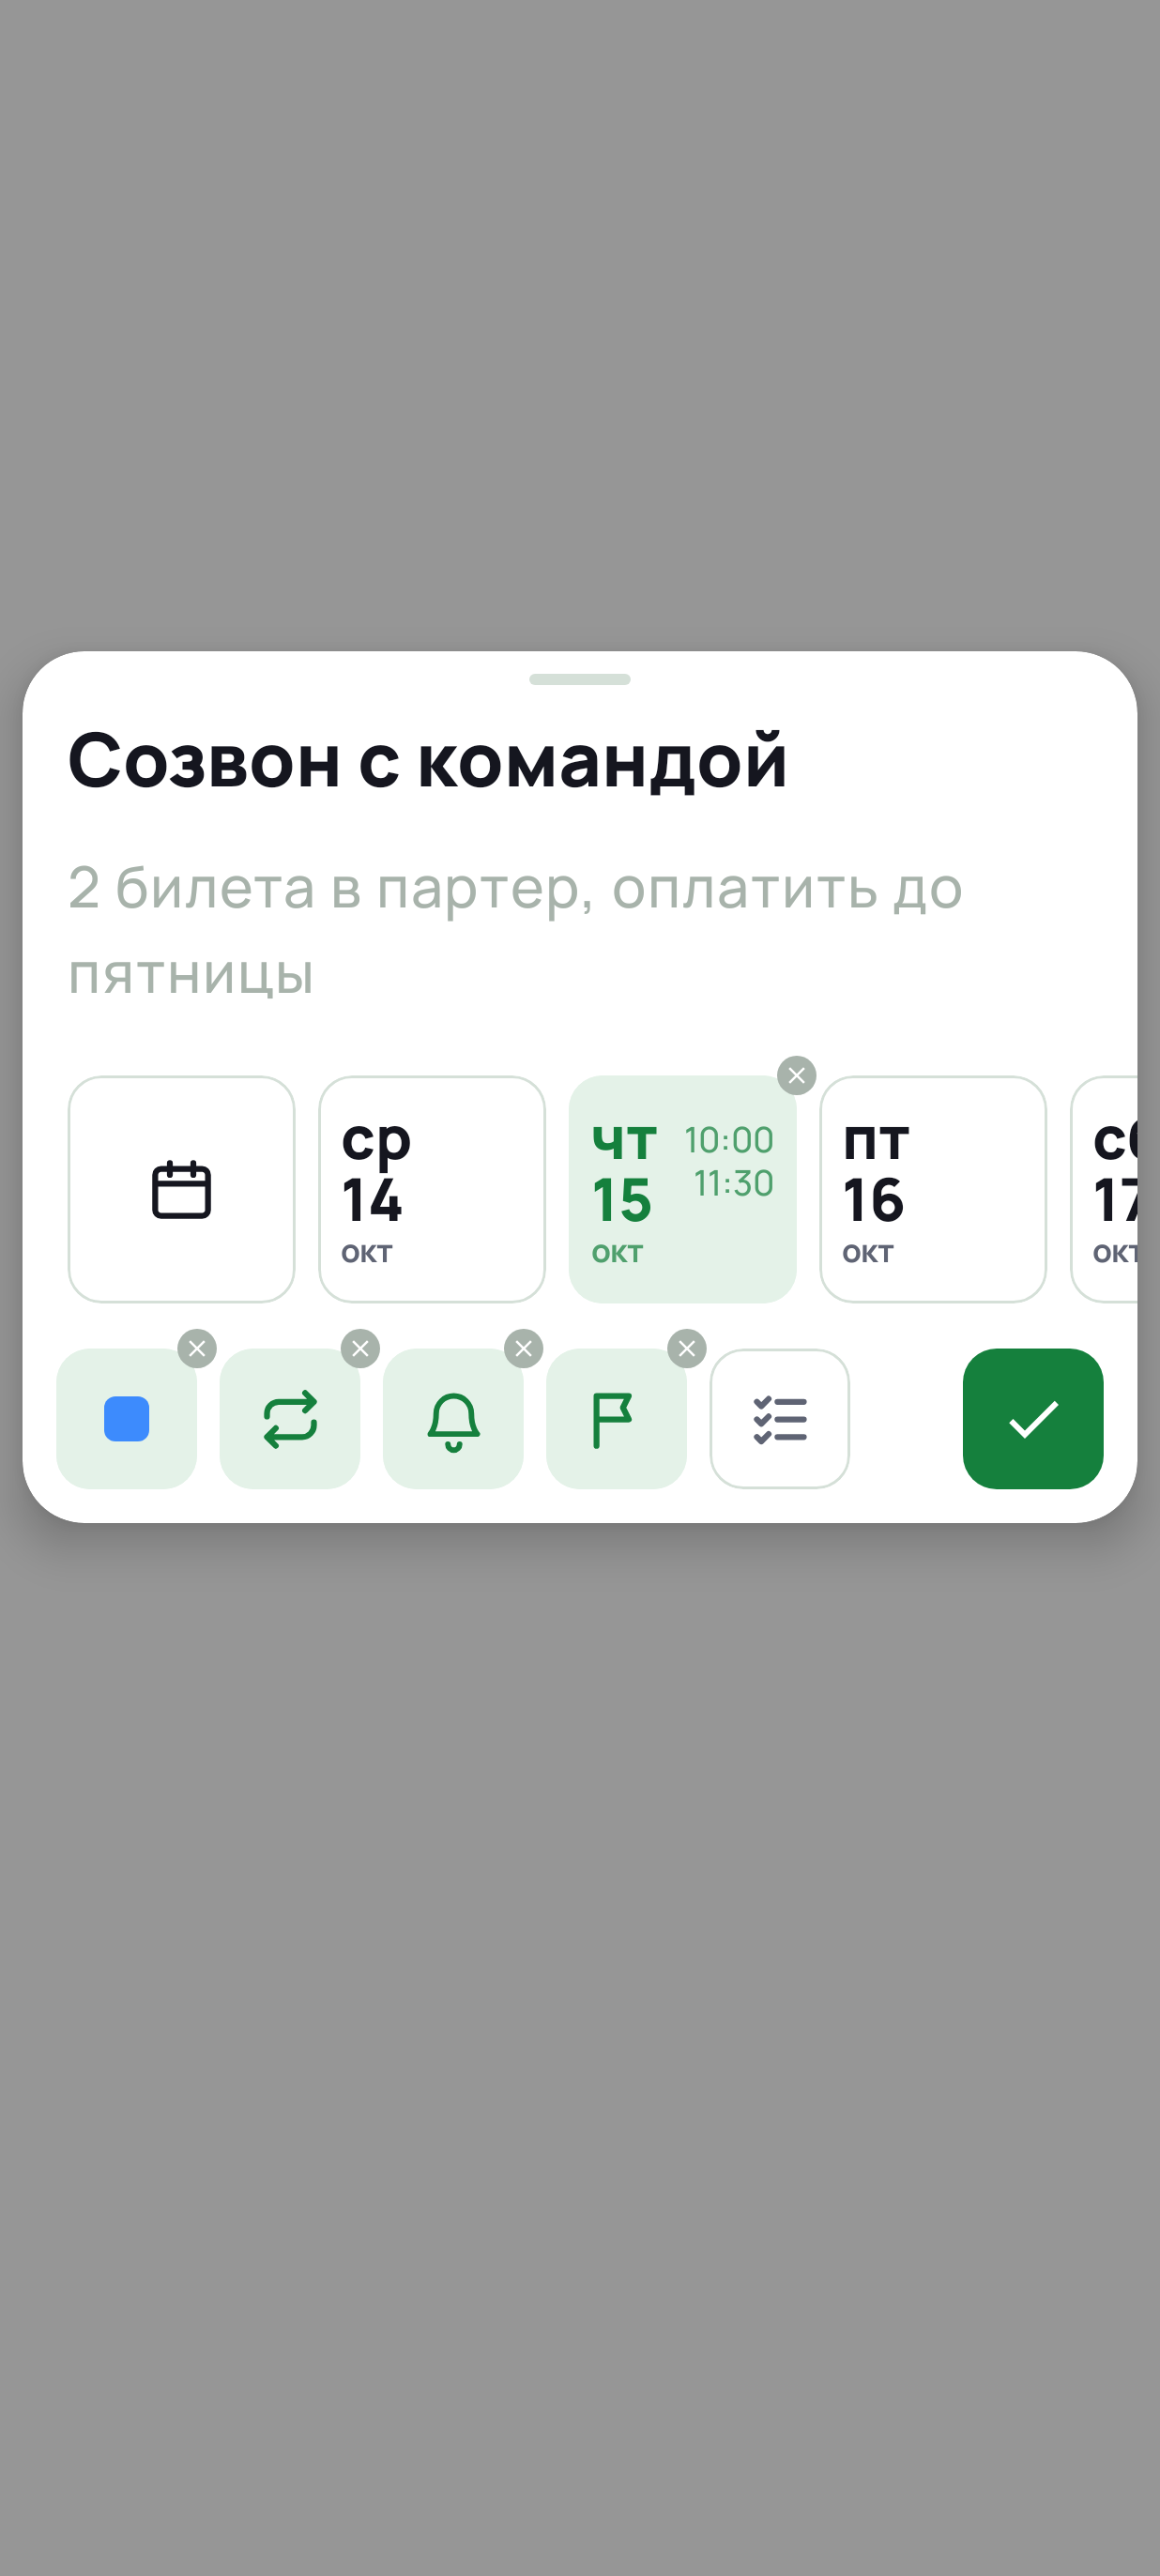 Созвон с командой
2 билета в партер, оплатить до
пятницы
ср
14
окт
чт
15
окт
10:00
11:30
пт
16
окт
17